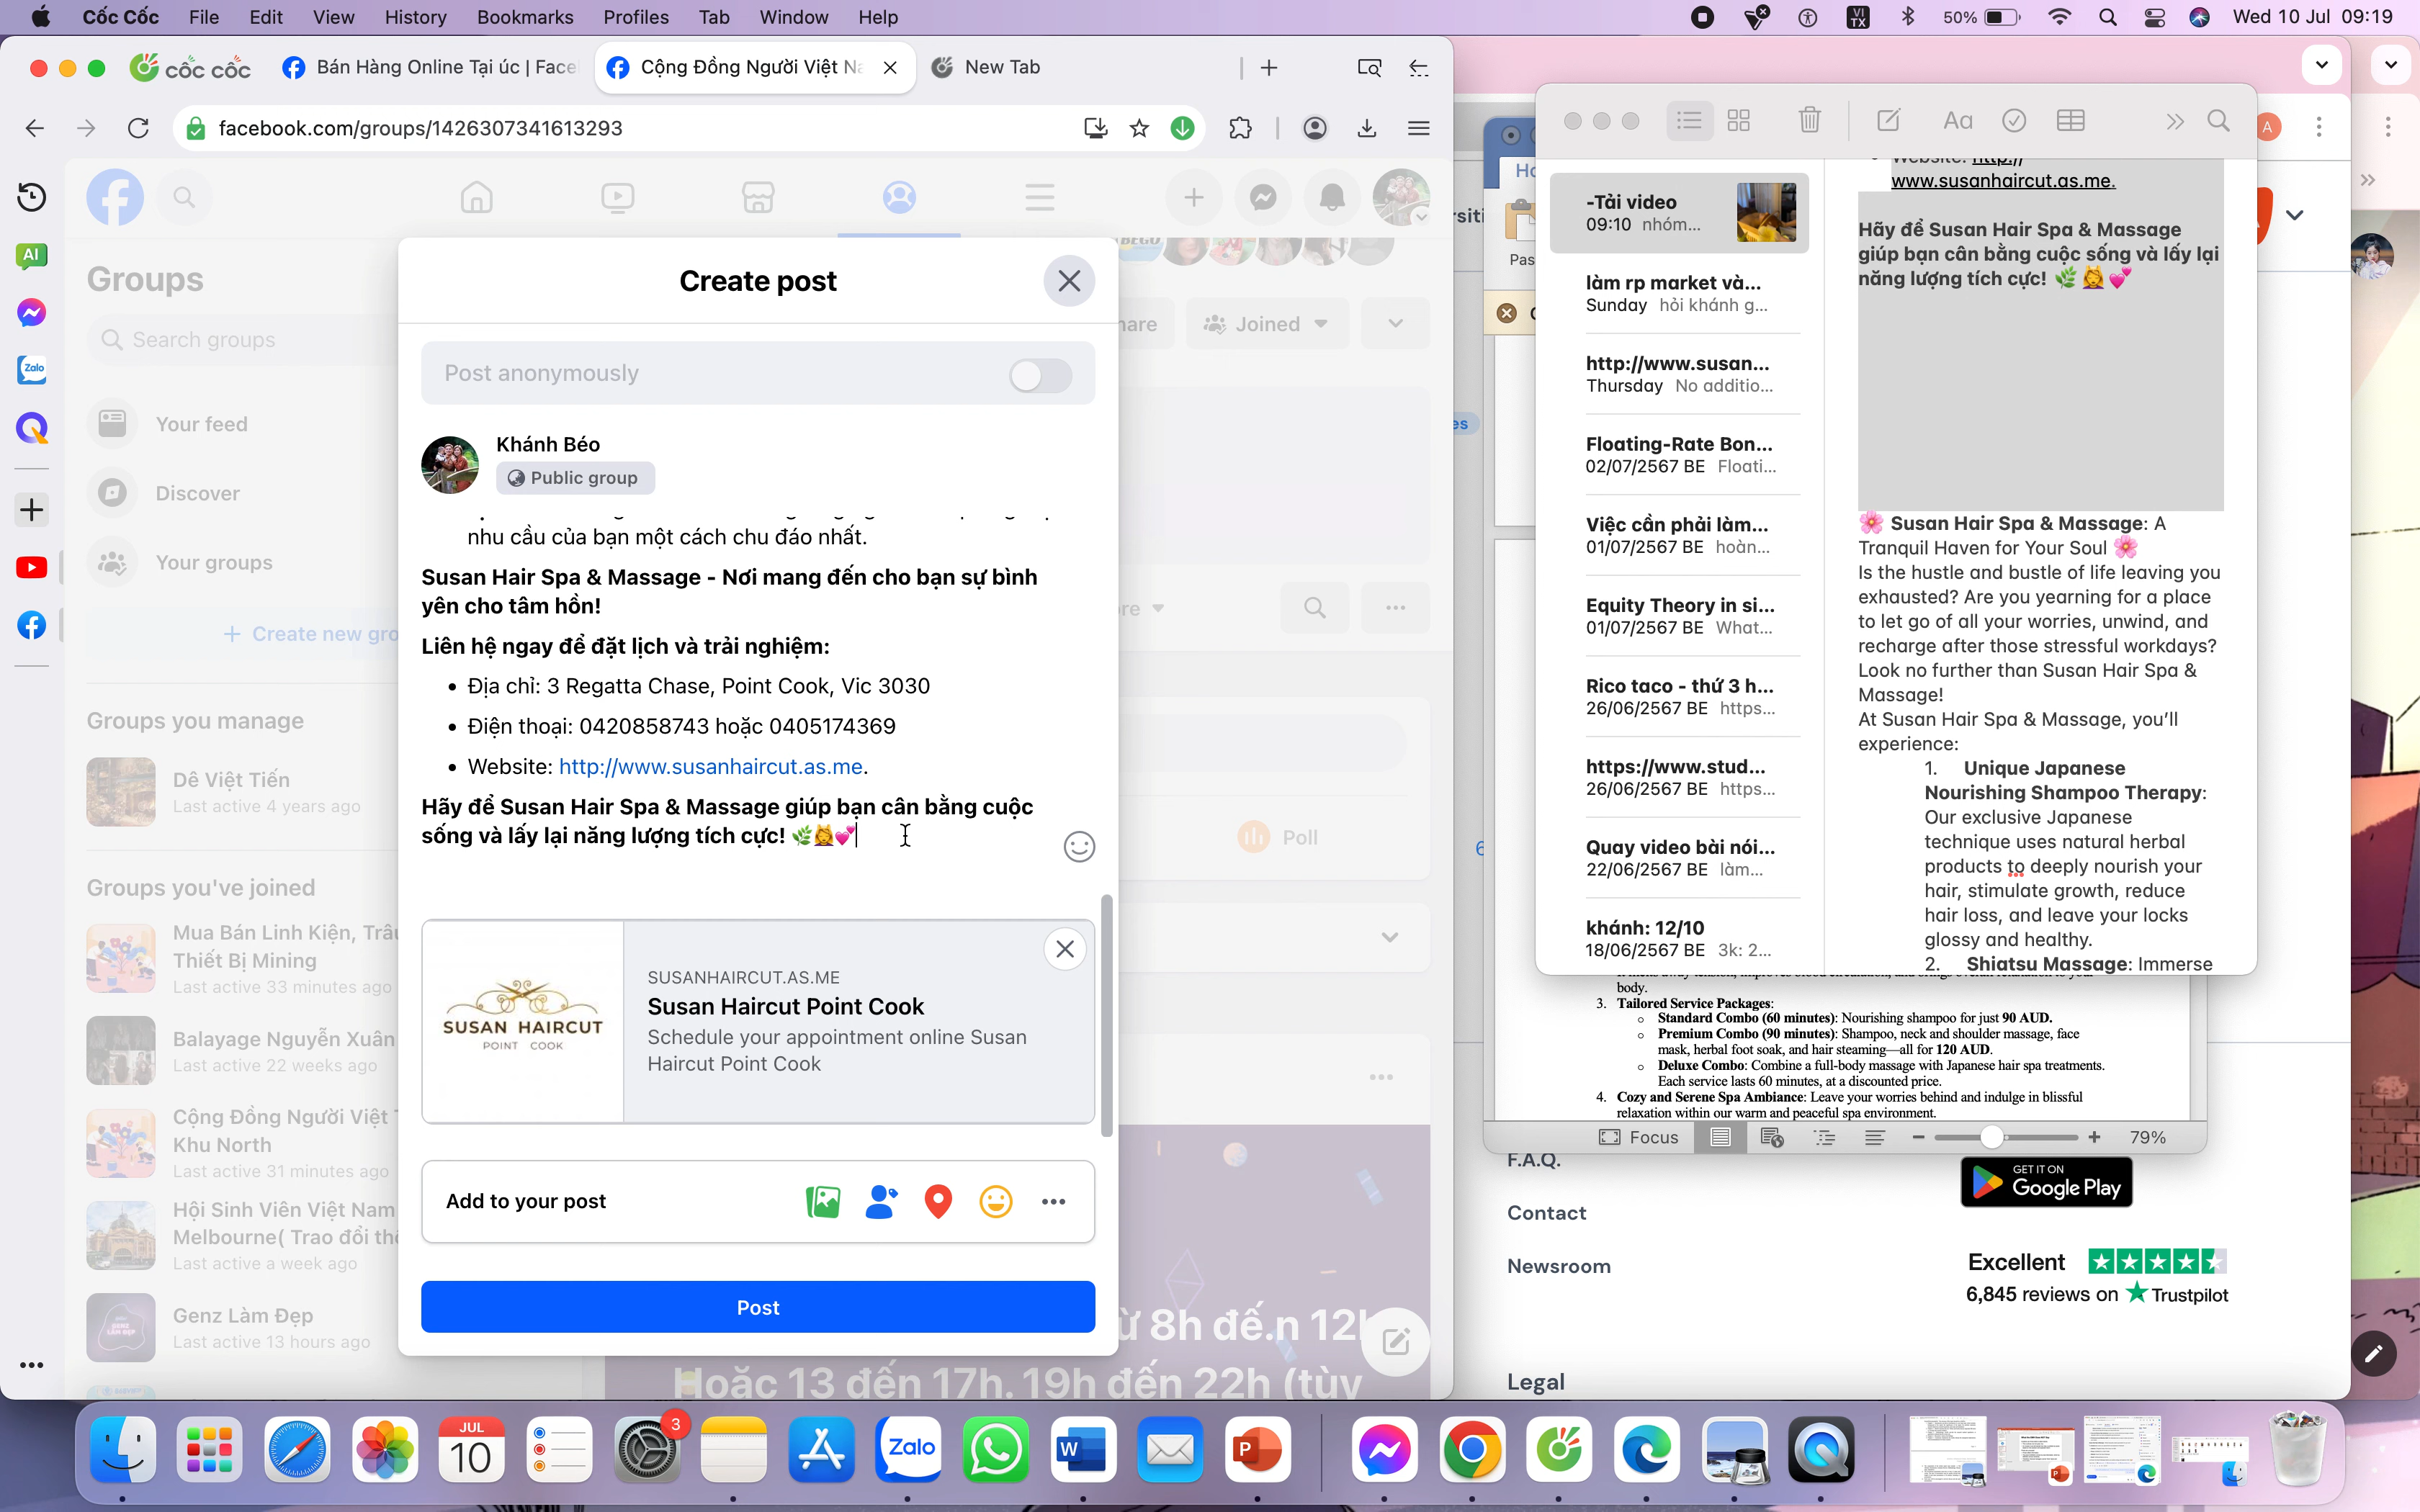 Cốc Cốc File Edit View History Bookmarks Profiles Tab Window Help
VI TX
50%
Wed 10 Jul 09:19
cốc cốc
Bán Hàng Online Tại úc | Face
Cộng Đồng Người Việt Na
New Tab
facebook.com/groups/1426307341613293
AI
Zalo
Groups
Search groups
Your feed
Discover
Your groups
Create new gro
Groups you manage
Dê Việt Tiến
Last active 4 years ago
Groups you've joined
Mua Bán Linh Kiện, Trâu
Thiết Bị Mining
Last active 33 minutes ago
Balayage Nguyễn Xuân
Last active 22 weeks ago
Cộng Đồng Người Việt
Khu North
Last active 31 minutes ago
Hội Sinh Viên Việt Nam
Melbourne( Trao đổi thô
Last active a week ago
Genz Làm Đẹp
Last active 13 hours ago
Joined
Poll
Create post
Post anonymously
Khánh Béo
Public group
nhu cầu của bạn một cách chu đáo nhất.
Susan Hair Spa & Massage - Nơi mang đến cho bạn sự bình
yên cho tâm hồn!
Liên hệ ngay để đặt lịch và trải nghiệm:
• Địa chỉ: 3 Regatta Chase, Point Cook, Vic 3030
• Điện thoại: 0420858743 hoặc 0405174369
• Website: http://www.susanhaircut.as.me.
Hãy để Susan Hair Spa & Massage giúp bạn cân bằng cuộc
sống và lấy lại năng lượng tích cực! 🌿💆💕
SUSAN HAIRCUT
POINT COOK
SUSANHAIRCUT.AS.ME
Susan Haircut Point Cook
Schedule your appointment online Susan
Haircut Point Cook
Add to your post
Post
ừ 8h đế.n 12h
Hoặc 13 đến 17h. 19h đến 22h (tùy
-Tải video
09:10 nhóm...
làm rp market và...
Sunday hỏi khánh g...
http://www.susan...
Thursday No additio...
Floating-Rate Bon...
02/07/2567 BE Floati...
Việc cần phải làm...
01/07/2567 BE hoàn...
Equity Theory in si...
01/07/2567 BE What...
Rico taco - thứ 3 h...
26/06/2567 BE https...
https://www.stud...
26/06/2567 BE https...
Quay video bài nói...
22/06/2567 BE làm...
khánh: 12/10
18/06/2567 BE 3k: 2...
Website: http://
www.susanhaircut.as.me.
Hãy để Susan Hair Spa & Massage
giúp bạn cân bằng cuộc sống và lấy lại
năng lượng tích cực! 🌿💆💕
🌸 Susan Hair Spa & Massage: A
Tranquil Haven for Your Soul 🌸
Is the hustle and bustle of life leaving you
exhausted? Are you yearning for a place
to let go of all your worries, unwind, and
recharge after those stressful workdays?
Look no further than Susan Hair Spa &
Massage!
At Susan Hair Spa & Massage, you'll
experience:
1. Unique Japanese
Nourishing Shampoo Therapy:
Our exclusive Japanese
technique uses natural herbal
products to deeply nourish your
hair, stimulate growth, reduce
hair loss, and leave your locks
glossy and healthy.
2. Shiatsu Massage: Immerse
body.
3. Tailored Service Packages:
Standard Combo (60 minutes): Nourishing shampoo for just 90 AUD.
Premium Combo (90 minutes): Shampoo, neck and shoulder massage, face
mask, herbal foot soak, and hair steaming—all for 120 AUD.
Deluxe Combo: Combine a full-body massage with Japanese hair spa treatments.
Each service lasts 60 minutes, at a discounted price.
4. Cozy and Serene Spa Ambiance: Leave your worries behind and indulge in blissful
relaxation within our warm and peaceful spa environment.
Focus
79%
F.A.Q.
Contact
Newsroom
Legal
GET IT ON
Google Play
Excellent
6,845 reviews on Trustpilot
JUL
10
3
Zalo